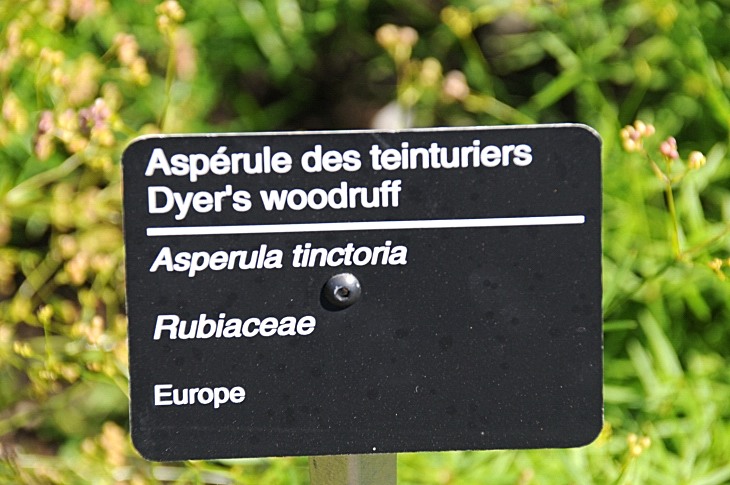 Aspérule des teinturiers
Dyer's woodruff
Asperula tinctoria
Rubiaceae
Europe